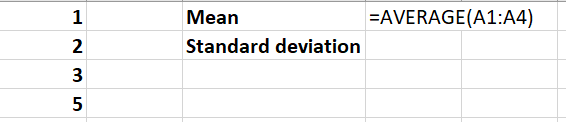 1 Mean =AVERAGE(A1:A4)
2 Standard deviation
3
5